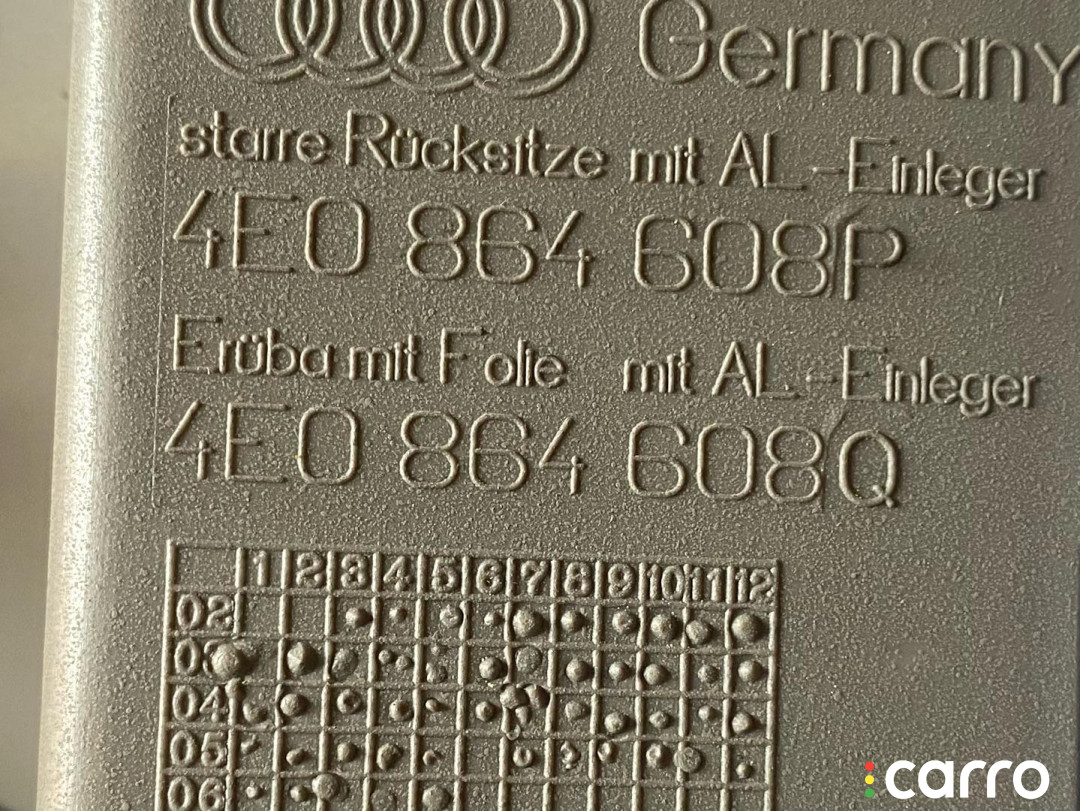 Germany
starre Rücksitze mit AL-Einleger
4E0 864 608P
Erüba mit Folie mit AL-Einleger
4E0 864 608Q
1 2 3 4 5 6 7 8 9 10 11 12
02
04
05
06
carro